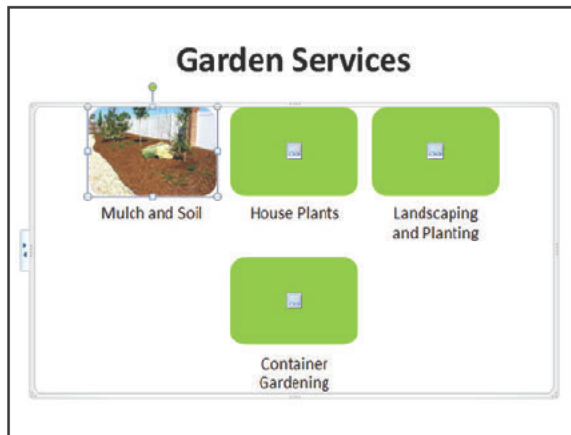 Garden Services
Mulch and Soil
House Plants
Landscaping
and Planting
Container
Gardening